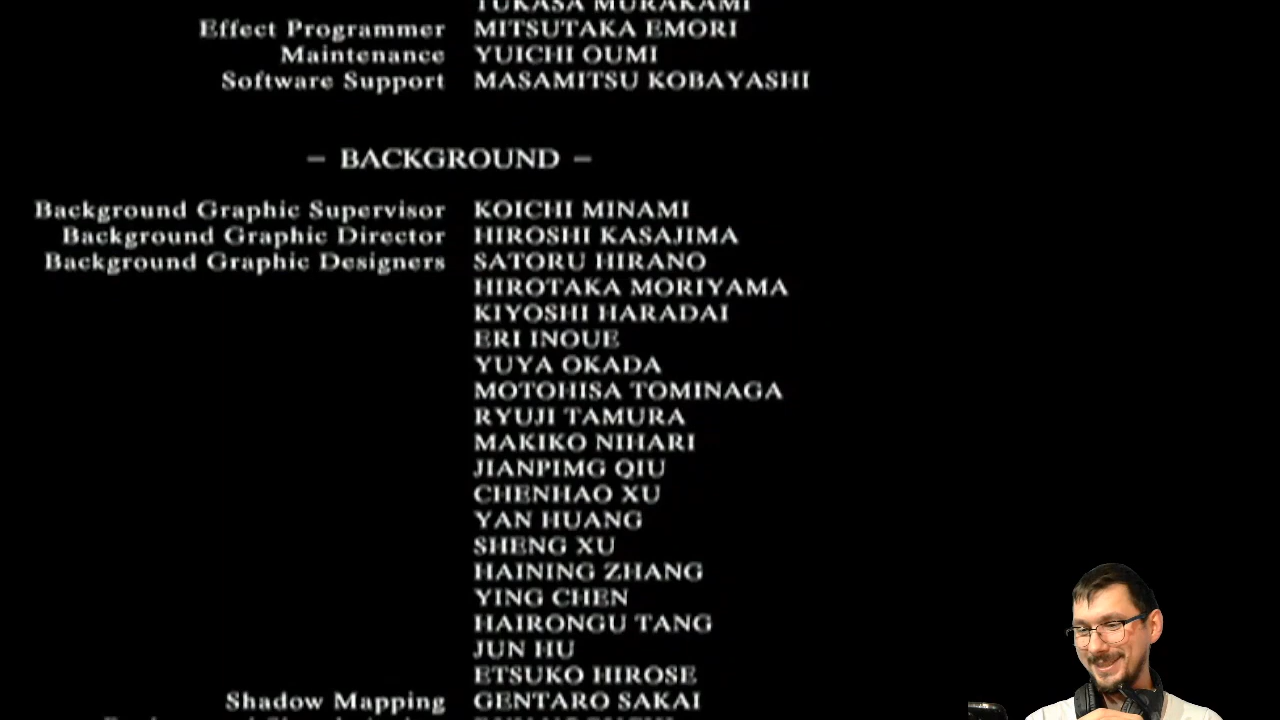 TUKASA MURAKAMI
Effect Programmer MITSUTAKA EMORI
Maintenance YUICHI OUMI
Software Support MASAMITSU KOBAYASHI
– BACKGROUND –
Background Graphic Supervisor KOICHI MINAMI
Background Graphic Director HIROSHI KASAJIMA
Background Graphic Designers SATORU HIRANO
HIROTAKA MORIYAMA
KIYOSHI HARADAI
ERI INOUE
YUYA OKADA
MOTOHISA TOMINAGA
RYUJI TAMURA
MAKIKO NIHARI
JIANPIMG QIU
CHENHAO XU
YAN HUANG
SHENG XU
HAINING ZHANG
YING CHEN
HAIRONGU TANG
JUN HU
ETSUKO HIROSE
Shadow Mapping GENTARO SAKAI